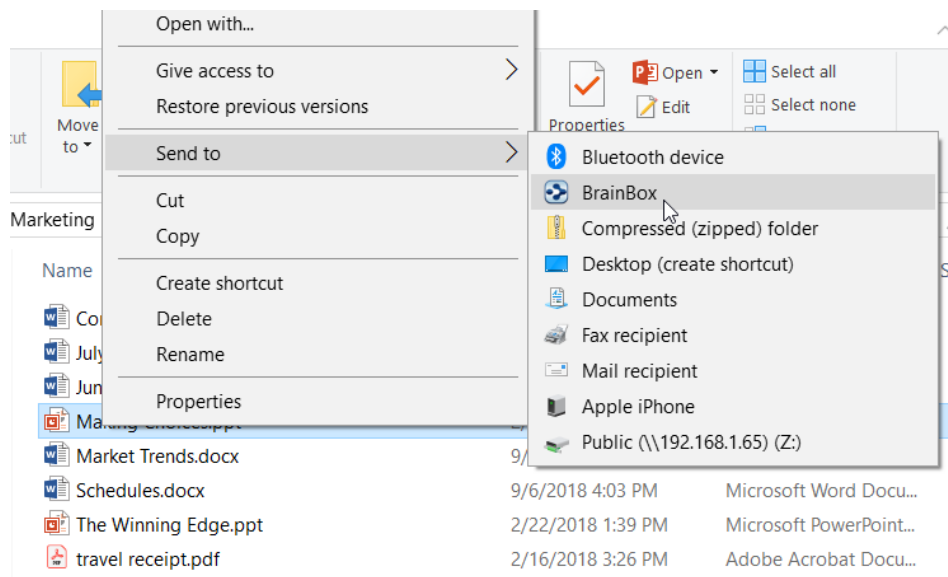 Open with...
Give access to
Restore previous versions
Send to
Cut
Copy
Create shortcut
Delete
Rename
Properties
Move
to
Properties
Open
Edit
Select all
Select none
Bluetooth device
BrainBox
Compressed (zipped) folder
Desktop (create shortcut)
Documents
Fax recipient
Mail recipient
Apple iPhone
Public (\\192.168.1.65) (Z:)
Marketing
Name
July
Making Choices.ppt
Market Trends.docx
Schedules.docx 9/6/2018 4:03 PM Microsoft Word Docu...
The Winning Edge.ppt 2/22/2018 1:39 PM Microsoft PowerPoint...
travel receipt.pdf 2/16/2018 3:26 PM Adobe Acrobat Docu...